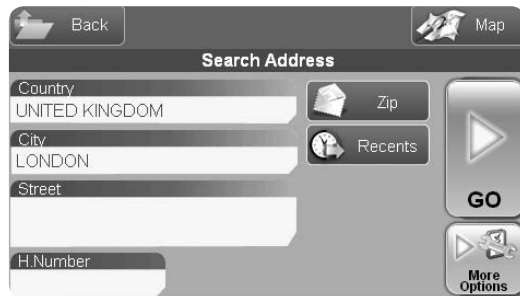 Back
Map
Search Address
Country
UNITED KINGDOM
Zip
City
LONDON
Recents
Street
GO
H.Number
More
Options